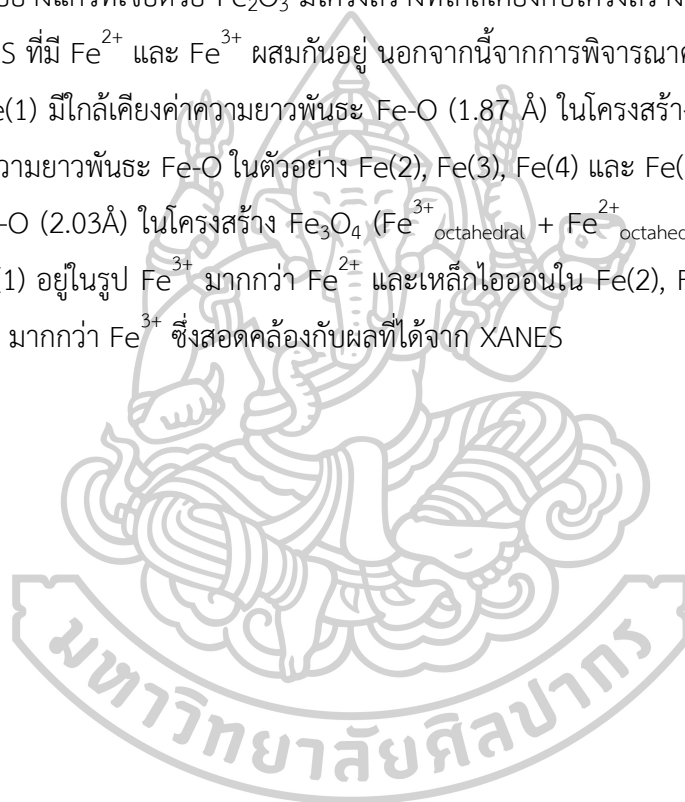 อย่างแก้วที่เจือด้วย Fe2O3 มีโครงสร้างที่ใกล้เคียงกับโครงสร้าง
S ที่มี Fe2+ และ Fe3+ ผสมกันอยู่ นอกจากนี้จากการพิจารณา
(1) มีใกล้เคียงค่าความยาวพันธะ Fe-O (1.87 Å) ในโครงสร้าง
ความยาวพันธะ Fe-O ในตัวอย่าง Fe(2), Fe(3), Fe(4) และ Fe(
-O (2.03Å) ในโครงสร้าง Fe3O4 (Fe3+octahedral + Fe2+octahed
(1) อยู่ในรูป Fe3+ มากกว่า Fe2+ และเหล็กไอออนใน Fe(2), F
มากกว่า Fe3+ ซึ่งสอดคล้องกับผลที่ได้จาก XANES
มหาวิทยาลัยศิลปากร